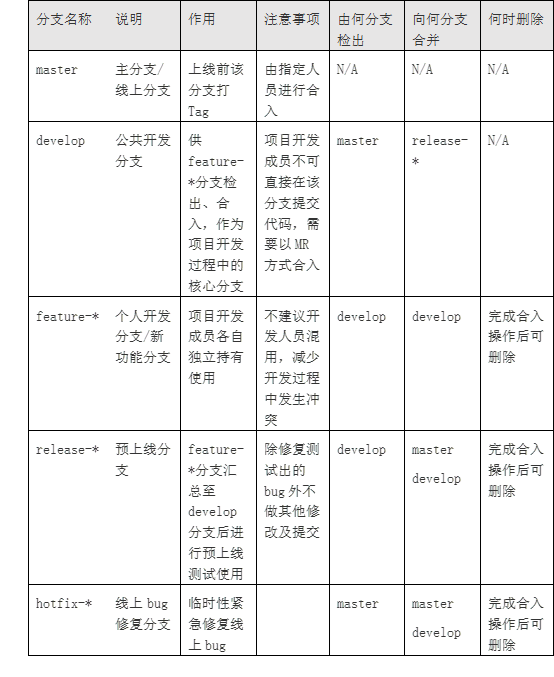 分支名称 说明 作用 注意事项 由何分支检出 向何分支合并 何时删除
master 主分支/线上分支 上线前该分支打Tag 由指定人员进行合入 N/A N/A N/A
develop 公共开发分支 供feature-*分支检出、合入，作为项目开发过程中的核心分支 项目开发成员不可直接在该分支提交代码，需要以 MR 方式合入 master release-* N/A
feature-* 个人开发分支/新功能分支 项目开发成员各自独立持有使用 不建议开发人员混用，减少开发过程中发生冲突 develop develop 完成合入操作后可删除
release-* 预上线分支 feature-*分支汇总至develop分支后进行预上线测试使用 除修复测试出的bug 外不做其他修改及提交 develop master develop 完成合入操作后可删除
hotfix-* 线上 bug修复分支 临时性紧急修复线上 bug master master develop 完成合入操作后可删除